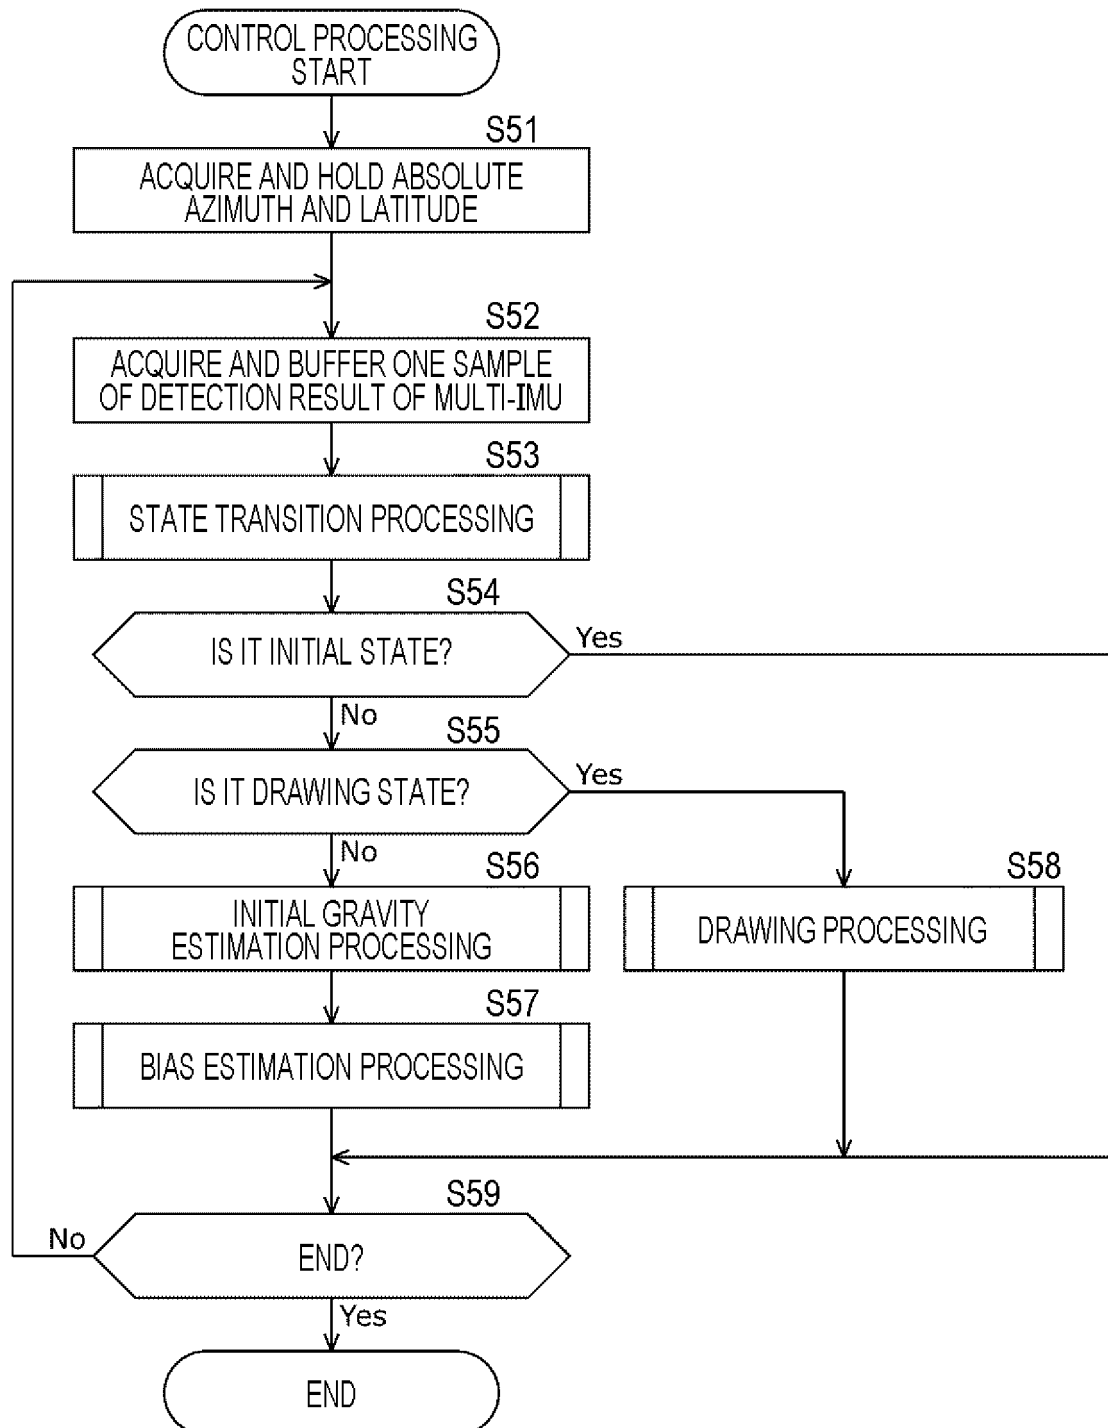 CONTROL PROCESSING
START
S51
ACQUIRE AND HOLD ABSOLUTE
AZIMUTH AND LATITUDE
S52
ACQUIRE AND BUFFER ONE SAMPLE
OF DETECTION RESULT OF MULTI-IMU
S53
STATE TRANSITION PROCESSING
S54
IS IT INITIAL STATE?
Yes
No
S55
IS IT DRAWING STATE?
Yes
No
S56
INITIAL GRAVITY
ESTIMATION PROCESSING
S58
DRAWING PROCESSING
S57
BIAS ESTIMATION PROCESSING
S59
No
END?
Yes
END